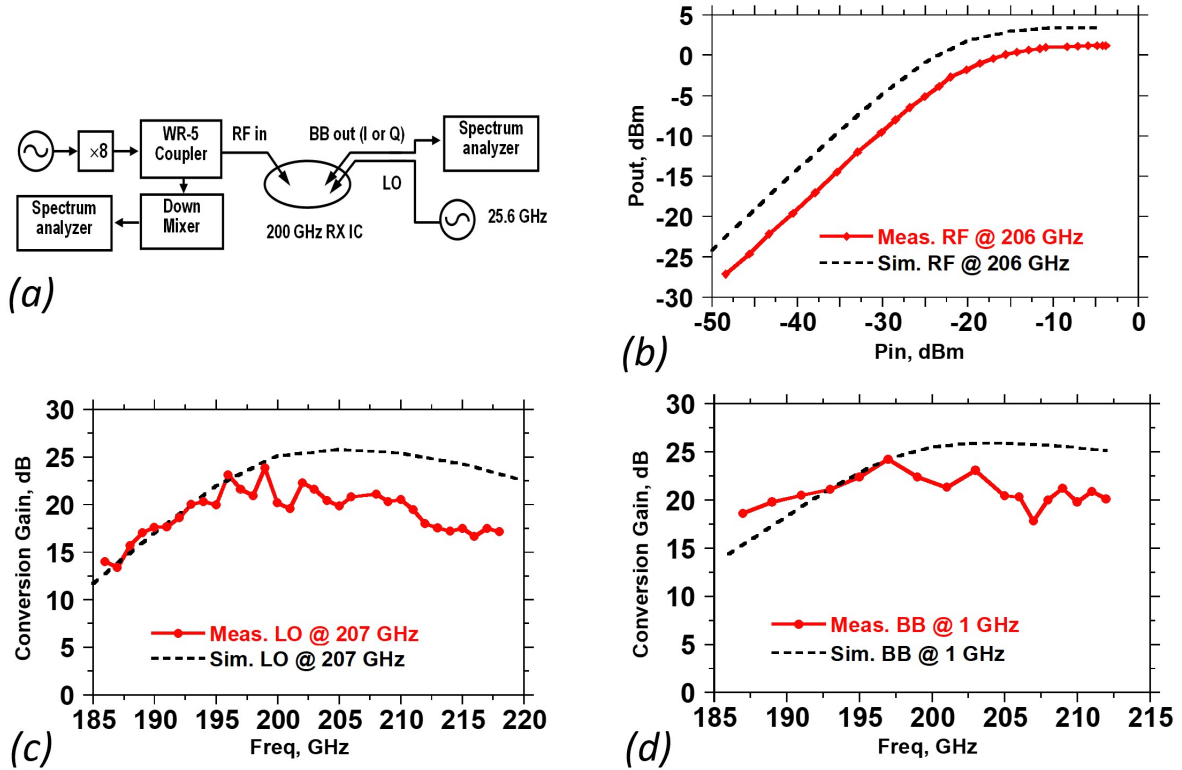 ×8
WR-5
Coupler
RF in
BB out (I or Q)
Spectrum
analyzer
LO
25.6 GHz
Spectrum
analyzer
Down
Mixer
200 GHz RX IC
(a)
Pout, dBm
5
0
-5
-10
-15
-20
-25
-30
Meas. RF @ 206 GHz
Sim. RF @ 206 GHz
-50 -40 -30 -20 -10 0
Pin, dBm
(b)
Conversion Gain, dB
30
25
20
15
10
5
0
Meas. LO @ 207 GHz
Sim. LO @ 207 GHz
185 190 195 200 205 210 215 220
Freq, GHz
(c)
Conversion Gain, dB
30
25
20
15
10
5
0
Meas. BB @ 1 GHz
Sim. BB @ 1 GHz
185 190 195 200 205 210 215
Freq, GHz
(d)